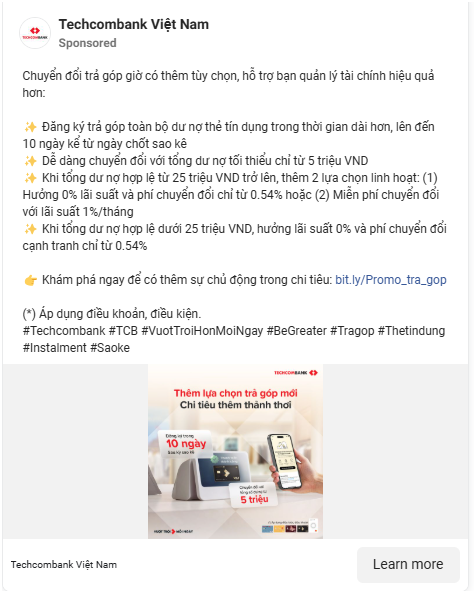 TECHCOMBANK
Techcombank Việt Nam
Sponsored
Chuyển đổi trả góp giờ có thêm tùy chọn, hỗ trợ bạn quản lý tài chính hiệu quả
hơn:
✨ Đăng ký trả góp toàn bộ dư nợ thẻ tín dụng trong thời gian dài hơn, lên đến
10 ngày kể từ ngày chốt sao kê
✨ Dễ dàng chuyển đổi với tổng dư nợ tối thiểu chỉ từ 5 triệu VND
✨ Khi tổng dư nợ hợp lệ từ 25 triệu VND trở lên, thêm 2 lựa chọn linh hoạt: (1)
Hưởng 0% lãi suất và phí chuyển đổi chỉ từ 0.54% hoặc (2) Miễn phí chuyển đổi
với lãi suất 1%/tháng
✨ Khi tổng dư nợ hợp lệ dưới 25 triệu VND, hưởng lãi suất 0% và phí chuyển đổi
cạnh tranh chỉ từ 0.54%
👉 Khám phá ngay để có thêm sự chủ động trong chi tiêu: bit.ly/Promo_tra_gop
(*) Áp dụng điều khoản, điều kiện.
#Techcombank #TCB #VuotTroiHonMoiNgay #BeGreater #Tragop #Thetindung
#Instalment #Saoke
TECHCOMBANK
Thêm lựa chọn trả góp mới
Chi tiêu thêm thảnh thơi
Đăng ký trong
10 ngày
Sau kỳ sao kê
Chuyển đổi với
tổng dư nợ từ
5 triệu
VƯỢT TRỘI MỖI NGÀY
Techcombank Việt Nam
Learn more